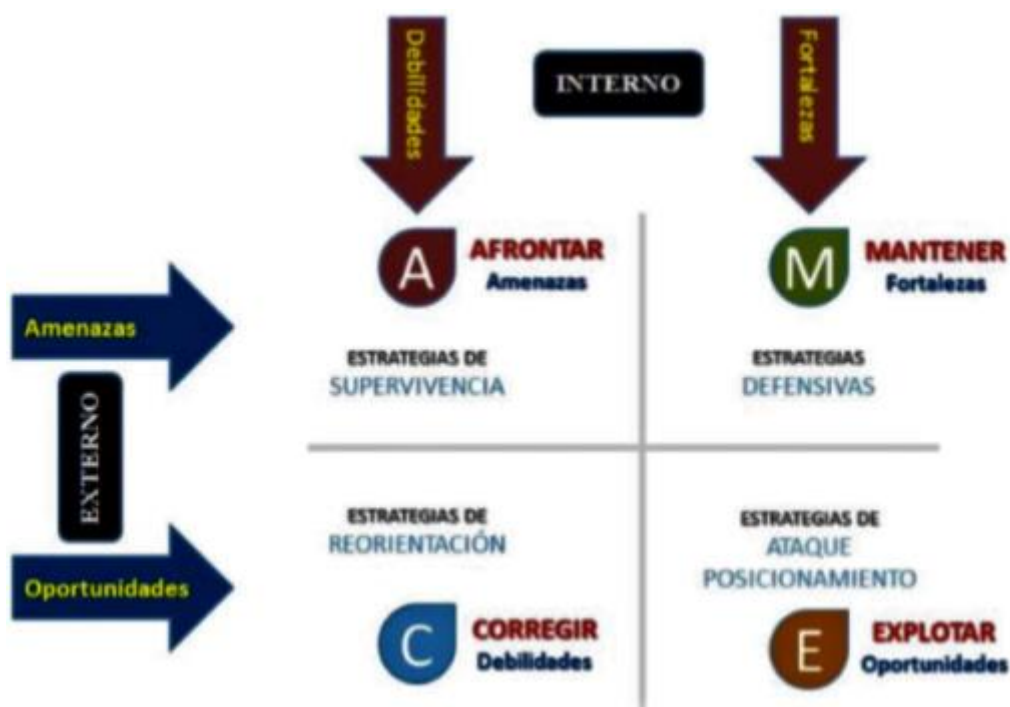 Debilidades
INTERNO
Fortalezas
A
AFRONTAR
Amenazas
M
MANTENER
Fortalezas
Amenazas
ESTRATEGIAS DE
SUPERVIVENCIA
ESTRATEGIAS
DEFENSIVAS
EXTERNO
ESTRATEGIAS DE
REORIENTACIÓN
ESTRATEGIAS DE
ATAQUE
POSICIONAMIENTO
Oportunidades
C
CORREGIR
Debilidades
E
EXPLOTAR
Oportunidades